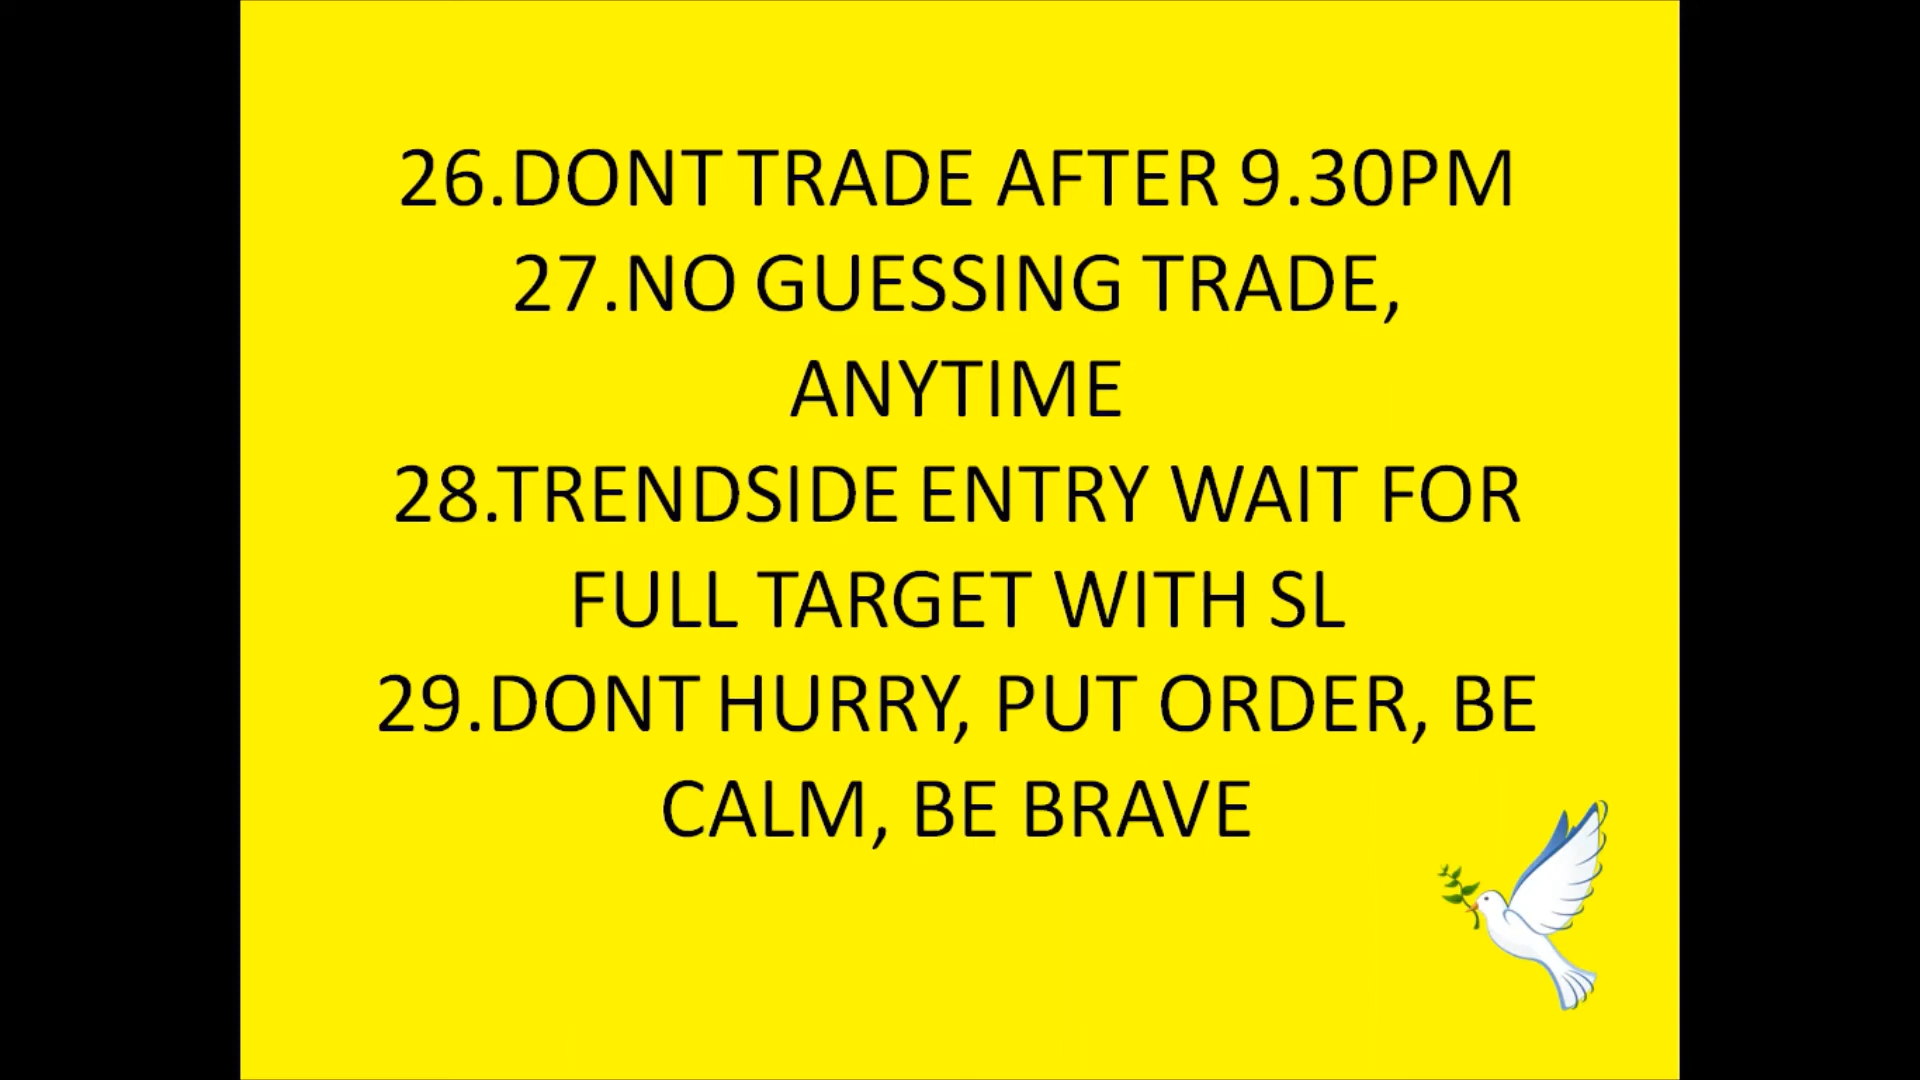 26.DONT TRADE AFTER 9.30PM
27.NO GUESSING TRADE,
ANYTIME
28.TRENDSIDE ENTRY WAIT FOR
FULL TARGET WITH SL
29.DONT HURRY, PUT ORDER, BE
CALM, BE BRAVE